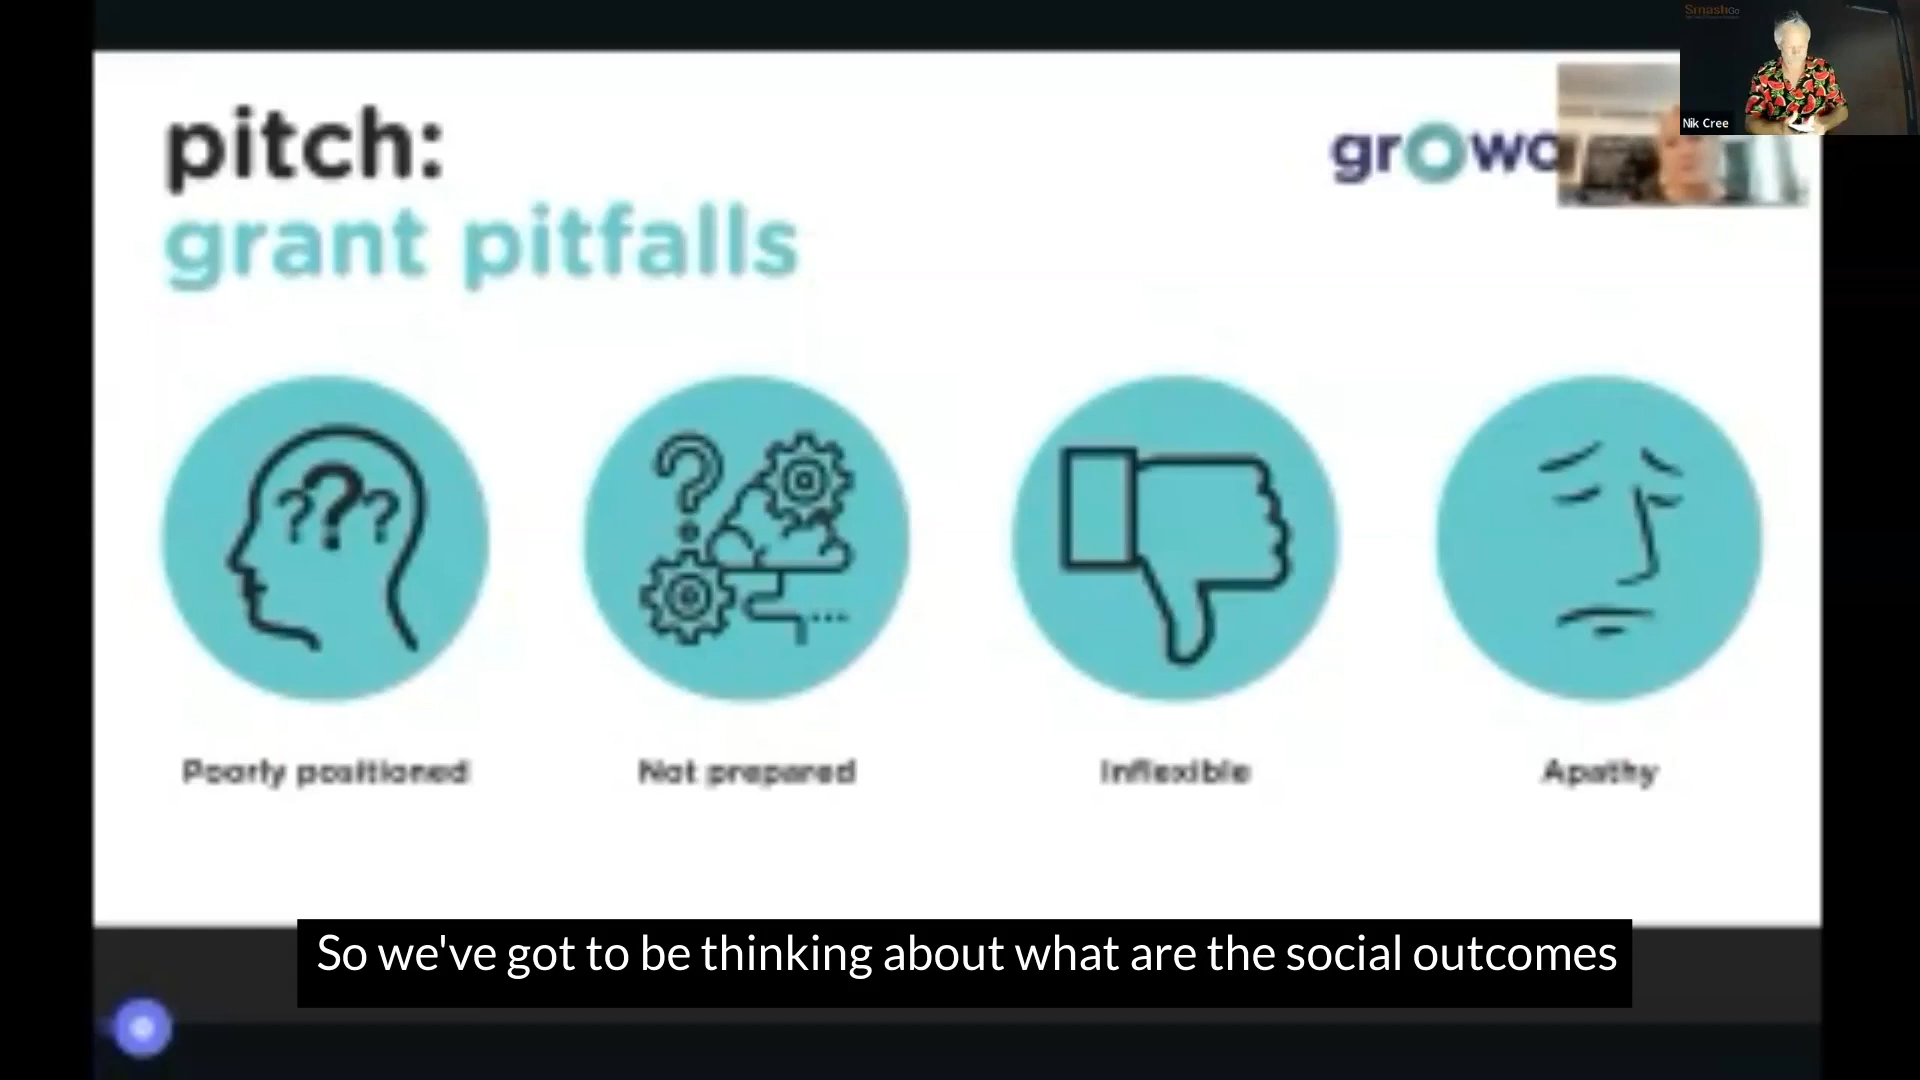 SmashGo
pitch:
grant pitfalls
Nik Cree
Poorly positioned
Not prepared
Inflexible
Apathy
So we've got to be thinking about what are the social outcomes